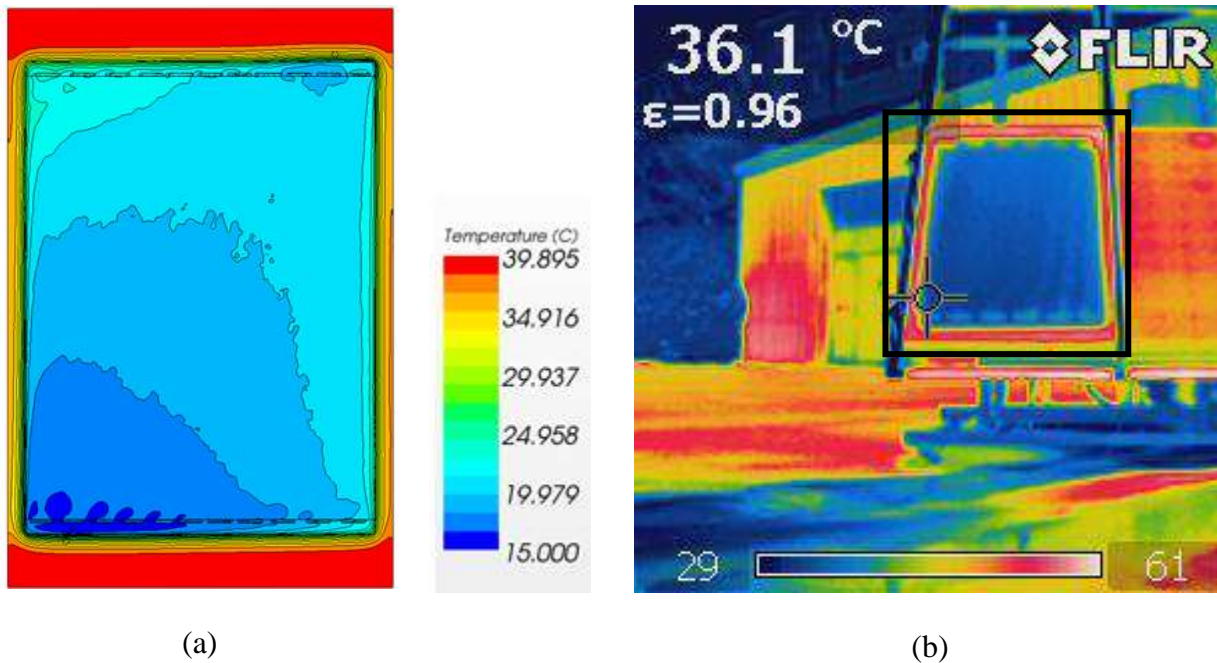 Temperature (C)
39.895
34.916
29.937
24.958
19.979
15.000
36.1 °C
FLIR
ε=0.96
29
61
(a)
(b)